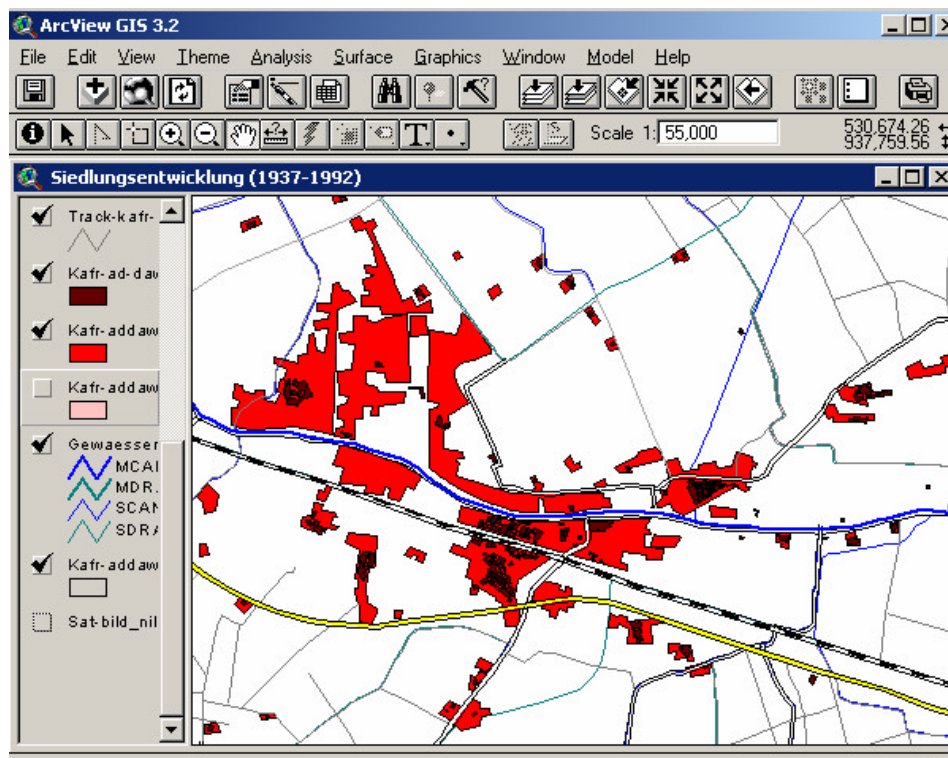 ArcView GIS 3.2
File Edit View Theme Analysis Surface Graphics Window Model Help
T
Scale 1: 55,000
530,674.26
937,759.56
Siedlungsentwicklung (1937-1992)
Track-kafr-
Kafr-ad-daw
Kafr-addaw
Kafr-addaw
Gewaesser
MCAI
MDR.
SCAN
SDRA
Kafr-addaw
Sat-bild_nil